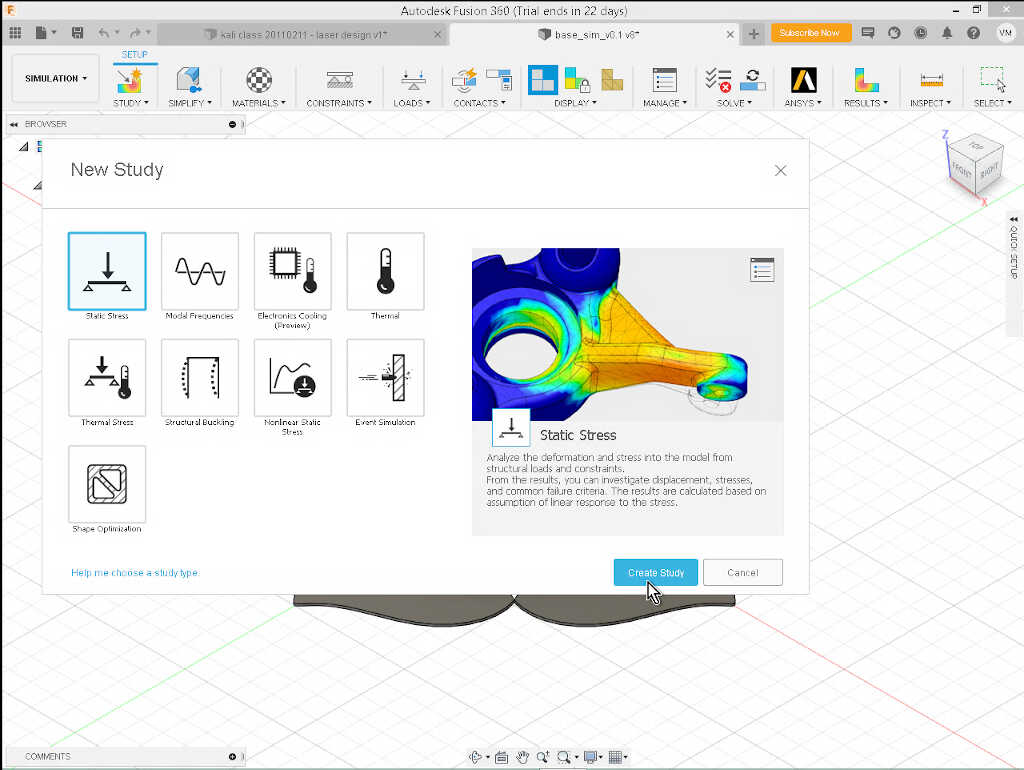 Autodesk Fusion 360 (Trial ends in 22 days)
kali class 20110211 - laser design v1*
base_sim_v0.1 v6*
Subscribe Now
VM
SETUP
SIMULATION
STUDY
SIMPLIFY
MATERIALS
CONSTRAINTS
LOADS
CONTACTS
DISPLAY
MANAGE
SOLVE
ANSYS
RESULTS
INSPECT
SELECT
BROWSER
New Study
Static Stress
Modal Frequencies
Electronics Cooling
(Preview)
Thermal
Thermal Stress
Structural Buckling
Nonlinear Static
Stress
Event Simulation
Shape Optimization
Static Stress
Analyze the deformation and stress into the model from
structural loads and constraints.
From the results, you can investigate displacement, stresses,
and common failure criteria. The results are calculated based on
assumption of linear response to the stress.
Help me choose a study type.
Create Study
Cancel
Z
TOP
FRONT
RIGHT
X
QUICK SETUP
COMMENTS